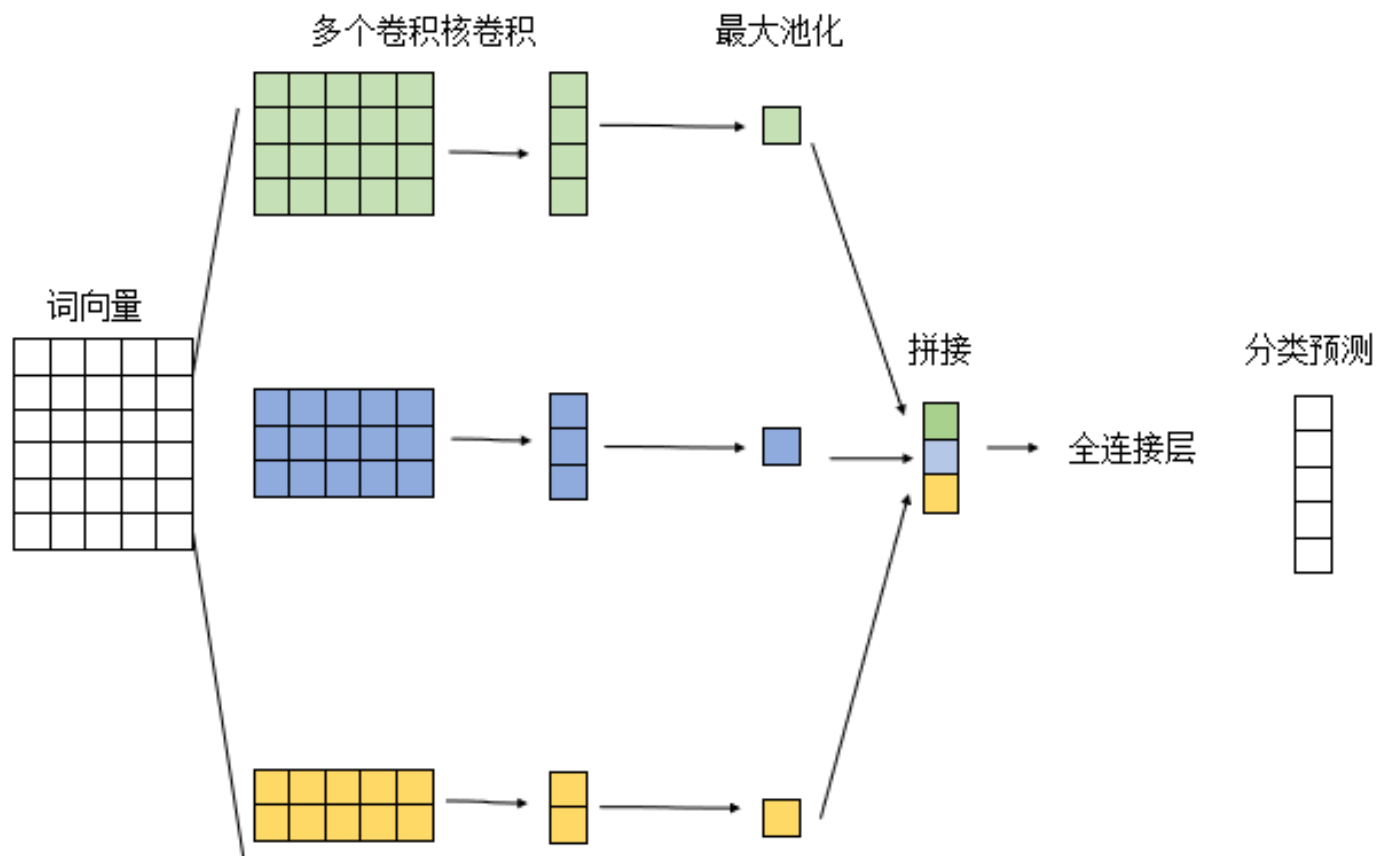 多个卷积核卷积
最大池化
词向量
拼接
全连接层
分类预测